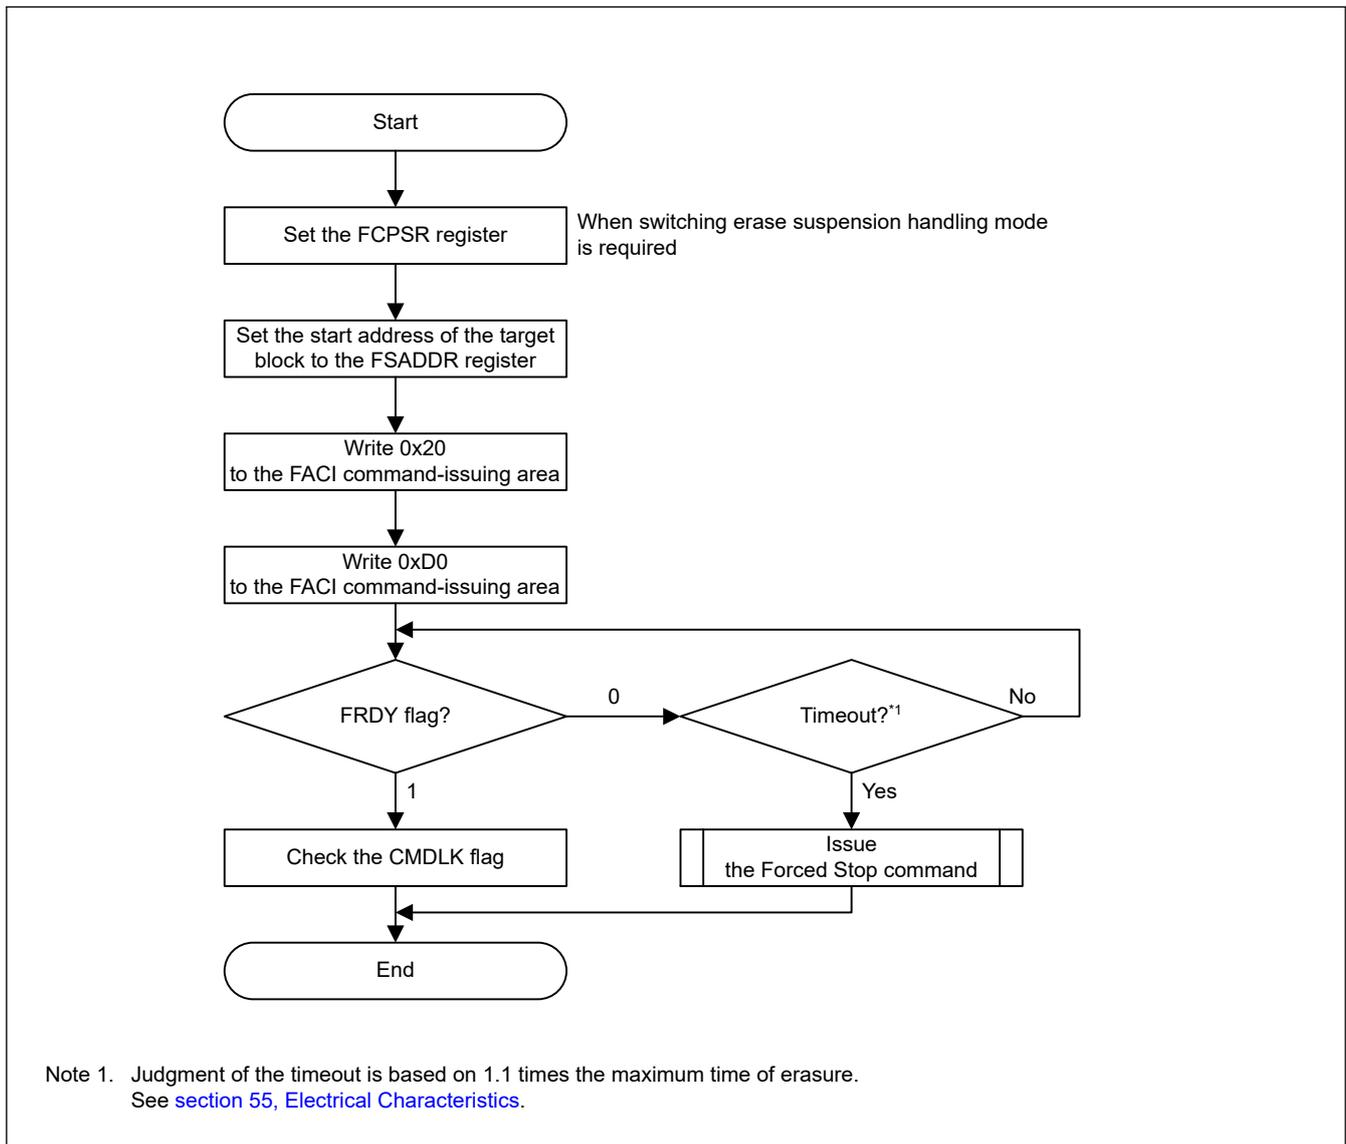 Start
Set the FCPSR register
When switching erase suspension handling mode
is required
Set the start address of the target
block to the FSADDR register
Write 0x20
to the FACI command-issuing area
Write 0xD0
to the FACI command-issuing area
FRDY flag?
0
Timeout?*1
No
1
Yes
Check the CMDLK flag
Issue
the Forced Stop command
End
Note 1. Judgment of the timeout is based on 1.1 times the maximum time of erasure.
See section 55, Electrical Characteristics.